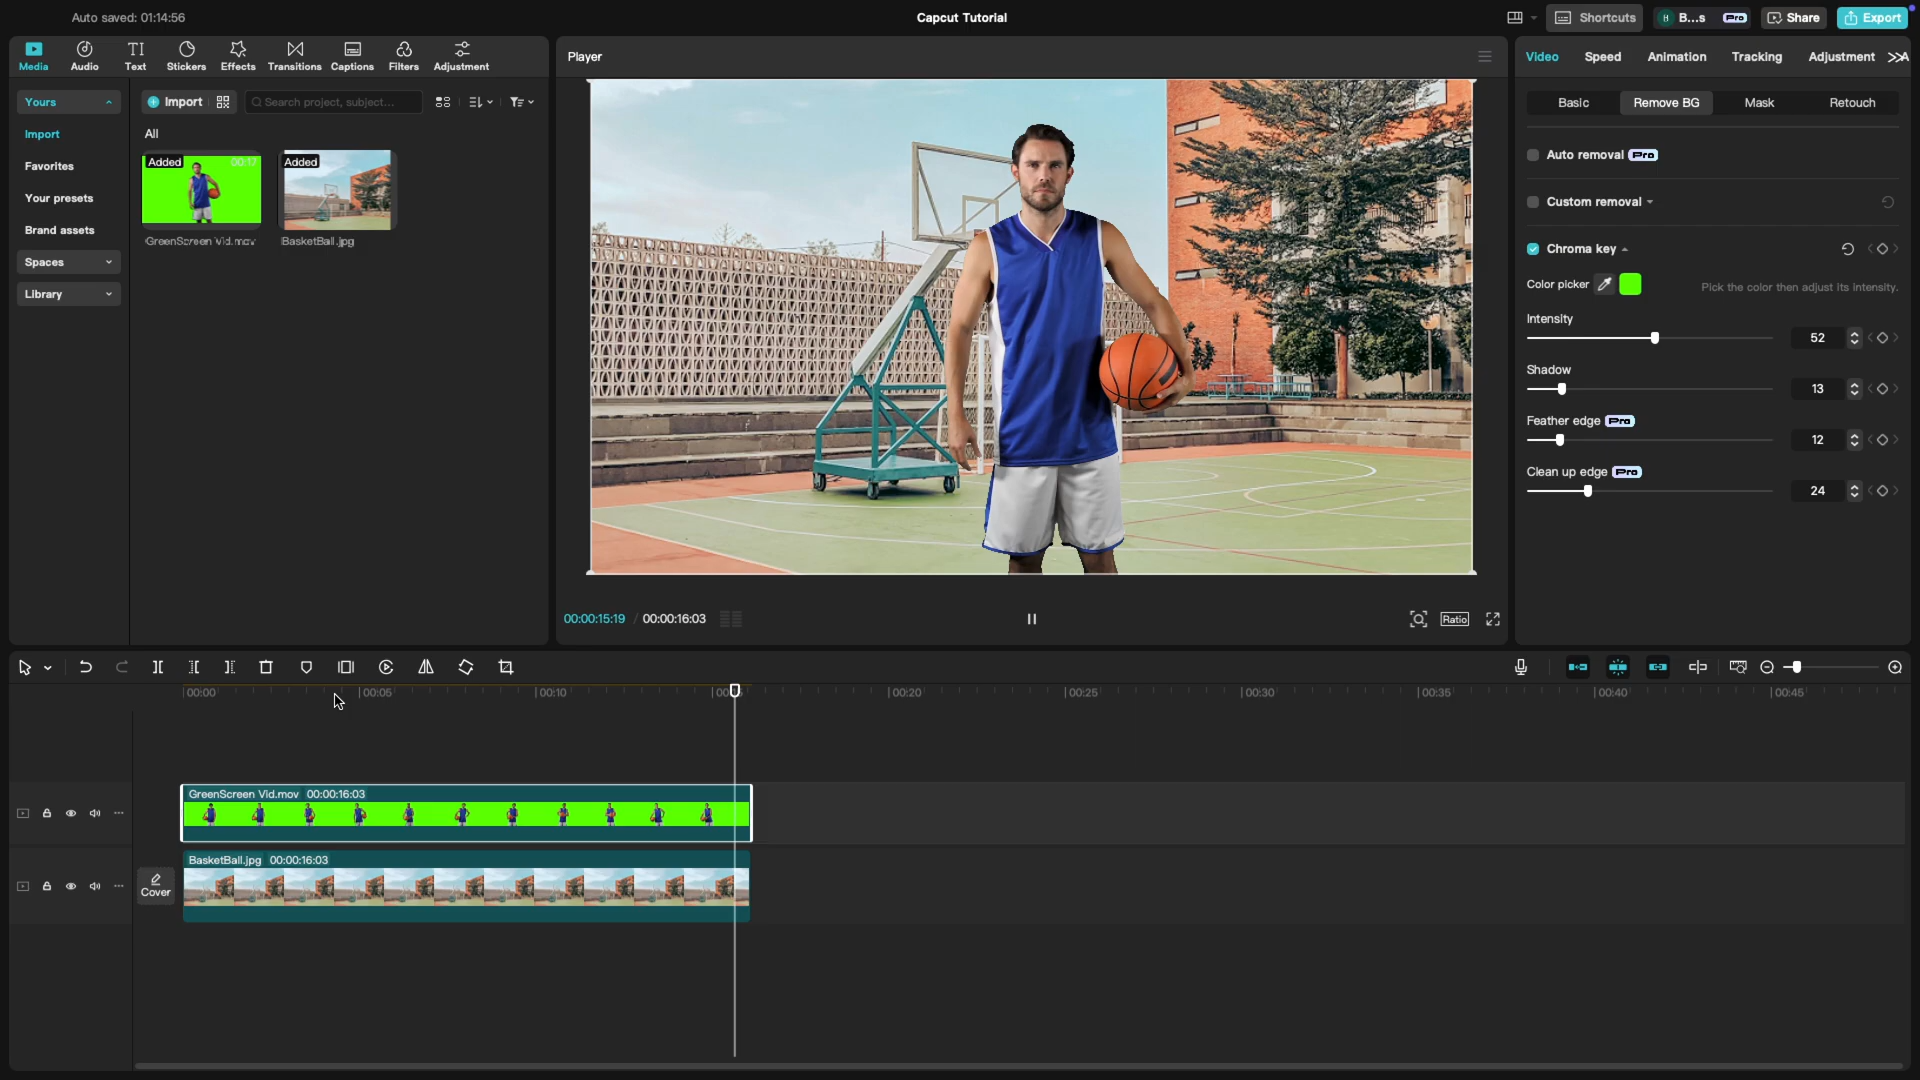 Auto saved: 01:14:56
Capcut Tutorial
Shortcuts
B...s
Pro
Share
Export
Media
Audio
Text
Stickers
Effects
Transitions
Captions
Filters
Adjustment
Yours
Import
Favorites
Your presets
Brand assets
Spaces
Library
Import
Search project, subject...
All
Added
00:17
Added
GreenScreen Vid.mov
BasketBall.jpg
Player
00:00:15:19 / 00:00:16:03
Ratio
Video
Speed
Animation
Tracking
Adjustment
Basic
Remove BG
Mask
Retouch
Auto removal Pro
Custom removal
Chroma key
Color picker
Pick the color then adjust its intensity.
Intensity
52
Shadow
13
Feather edge Pro
12
Clean up edge Pro
24
00:00
00:05
00:10
00:20
00:25
00:30
00:35
00:40
00:45
GreenScreen Vid.mov 00:00:16:03
Cover
BasketBall.jpg 00:00:16:03